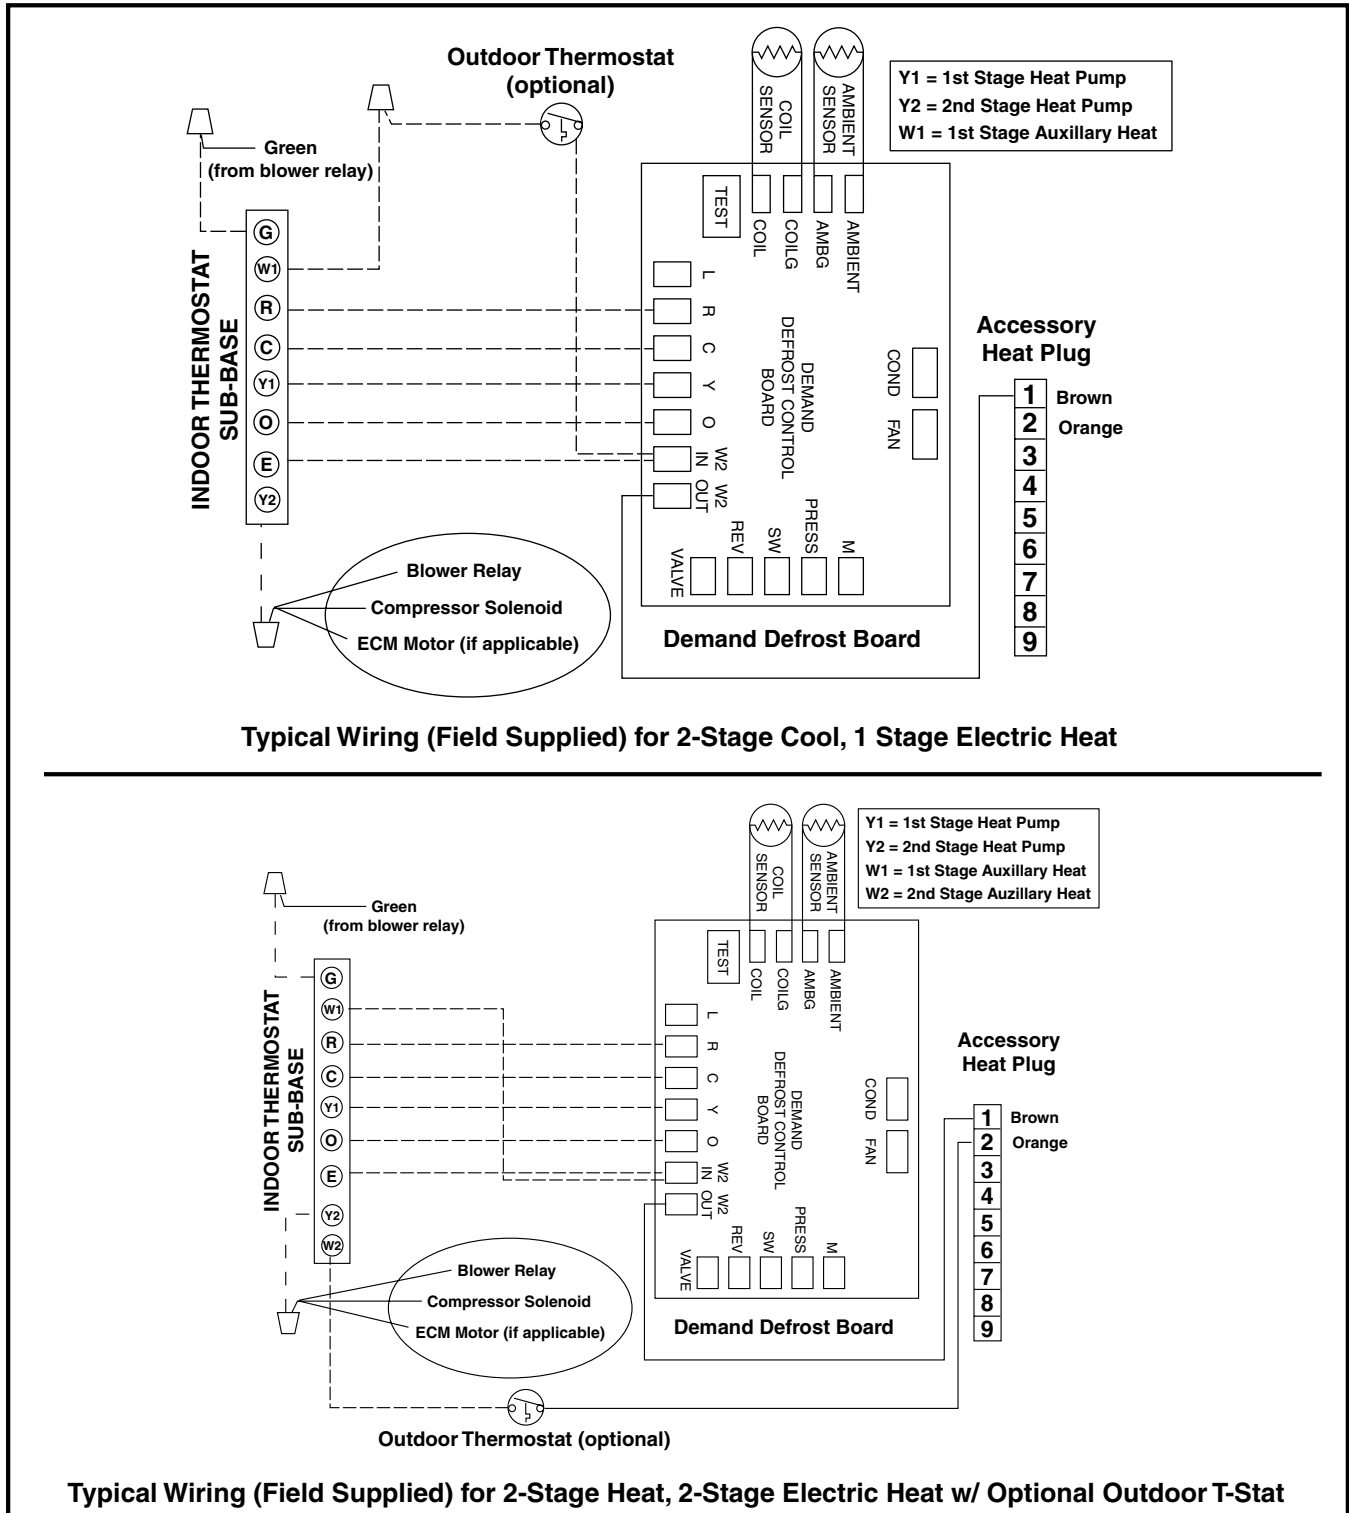 Outdoor Thermostat
(optional)
Y1 = 1st Stage Heat Pump
Y2 = 2nd Stage Heat Pump
W1 = 1st Stage Auxillary Heat
Green
(from blower relay)
COIL
SENSOR
AMBIENT
SENSOR
TEST
COIL
COILG
AMBG
AMBIENT
INDOOR THERMOSTAT
SUB-BASE
G
W1
R
C
Y1
O
E
Y2
L
R
C
Y
O
W2
IN
W2
OUT
DEMAND
DEFROST CONTROL
BOARD
COND
FAN
VALVE
REV
SW
PRESS
M
Accessory
Heat Plug
1 Brown
2 Orange
3
4
5
6
7
8
9
Blower Relay
Compressor Solenoid
ECM Motor (if applicable)
Demand Defrost Board
Typical Wiring (Field Supplied) for 2-Stage Cool, 1 Stage Electric Heat
Y1 = 1st Stage Heat Pump
Y2 = 2nd Stage Heat Pump
W1 = 1st Stage Auxillary Heat
W2 = 2nd Stage Auzillary Heat
Green
(from blower relay)
COIL
SENSOR
AMBIENT
SENSOR
TEST
COIL
COILG
AMBG
AMBIENT
INDOOR THERMOSTAT
SUB-BASE
G
W1
R
C
Y1
O
E
Y2
W2
L
R
C
Y
O
W2
IN
W2
OUT
DEMAND
DEFROST CONTROL
BOARD
COND
FAN
VALVE
REV
SW
PRESS
M
Accessory
Heat Plug
1 Brown
2 Orange
3
4
5
6
7
8
9
Blower Relay
Compressor Solenoid
ECM Motor (if applicable)
Demand Defrost Board
Outdoor Thermostat (optional)
Typical Wiring (Field Supplied) for 2-Stage Heat, 2-Stage Electric Heat w/ Optional Outdoor T-Stat